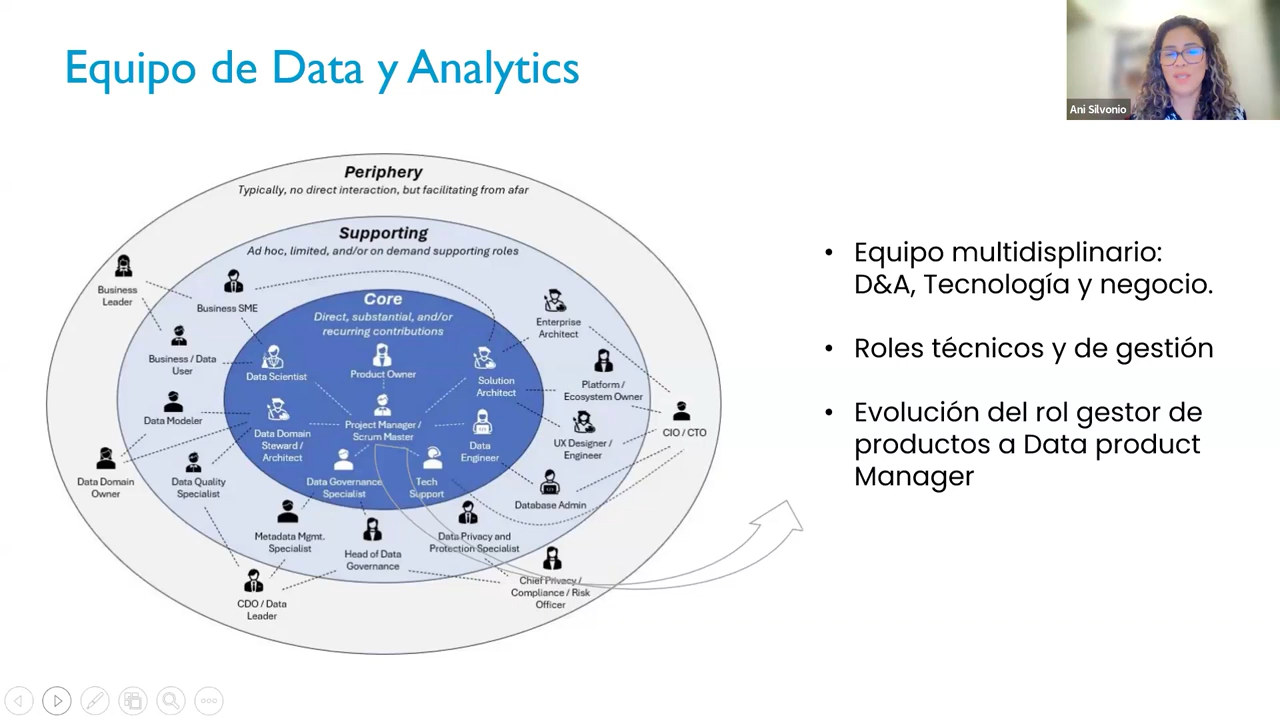 Equipo de Data y Analytics
Ani Silvonio
Periphery
Typically, no direct interaction, but facilitating from afar
Supporting
Ad hoc, limited, and/or on demand supporting roles
Core
Direct, substantial, and/or
recurring contributions
Business
Leader
Business SME
Enterprise
Architect
Business / Data
User
Data Scientist
Product Owner
Solution
Architect
Platform /
Ecosystem Owner
Data Modeler
Data Domain
Steward /
Architect
Project Manager /
Scrum Master
Data
Engineer
UX Designer /
Engineer
CIO / CTO
Data Domain
Owner
Data Quality
Specialist
Data Governance
Specialist
Tech
Support
Database Admin
Metadata Mgmt.
Specialist
Head of Data
Governance
Data Privacy and
Protection Specialist
CDO / Data
Leader
Chief Privacy /
Compliance / Risk
Officer
• Equipo multidisplinario:
D&A, Tecnología y negocio.
• Roles técnicos y de gestión
• Evolución del rol gestor de
productos a Data product
Manager